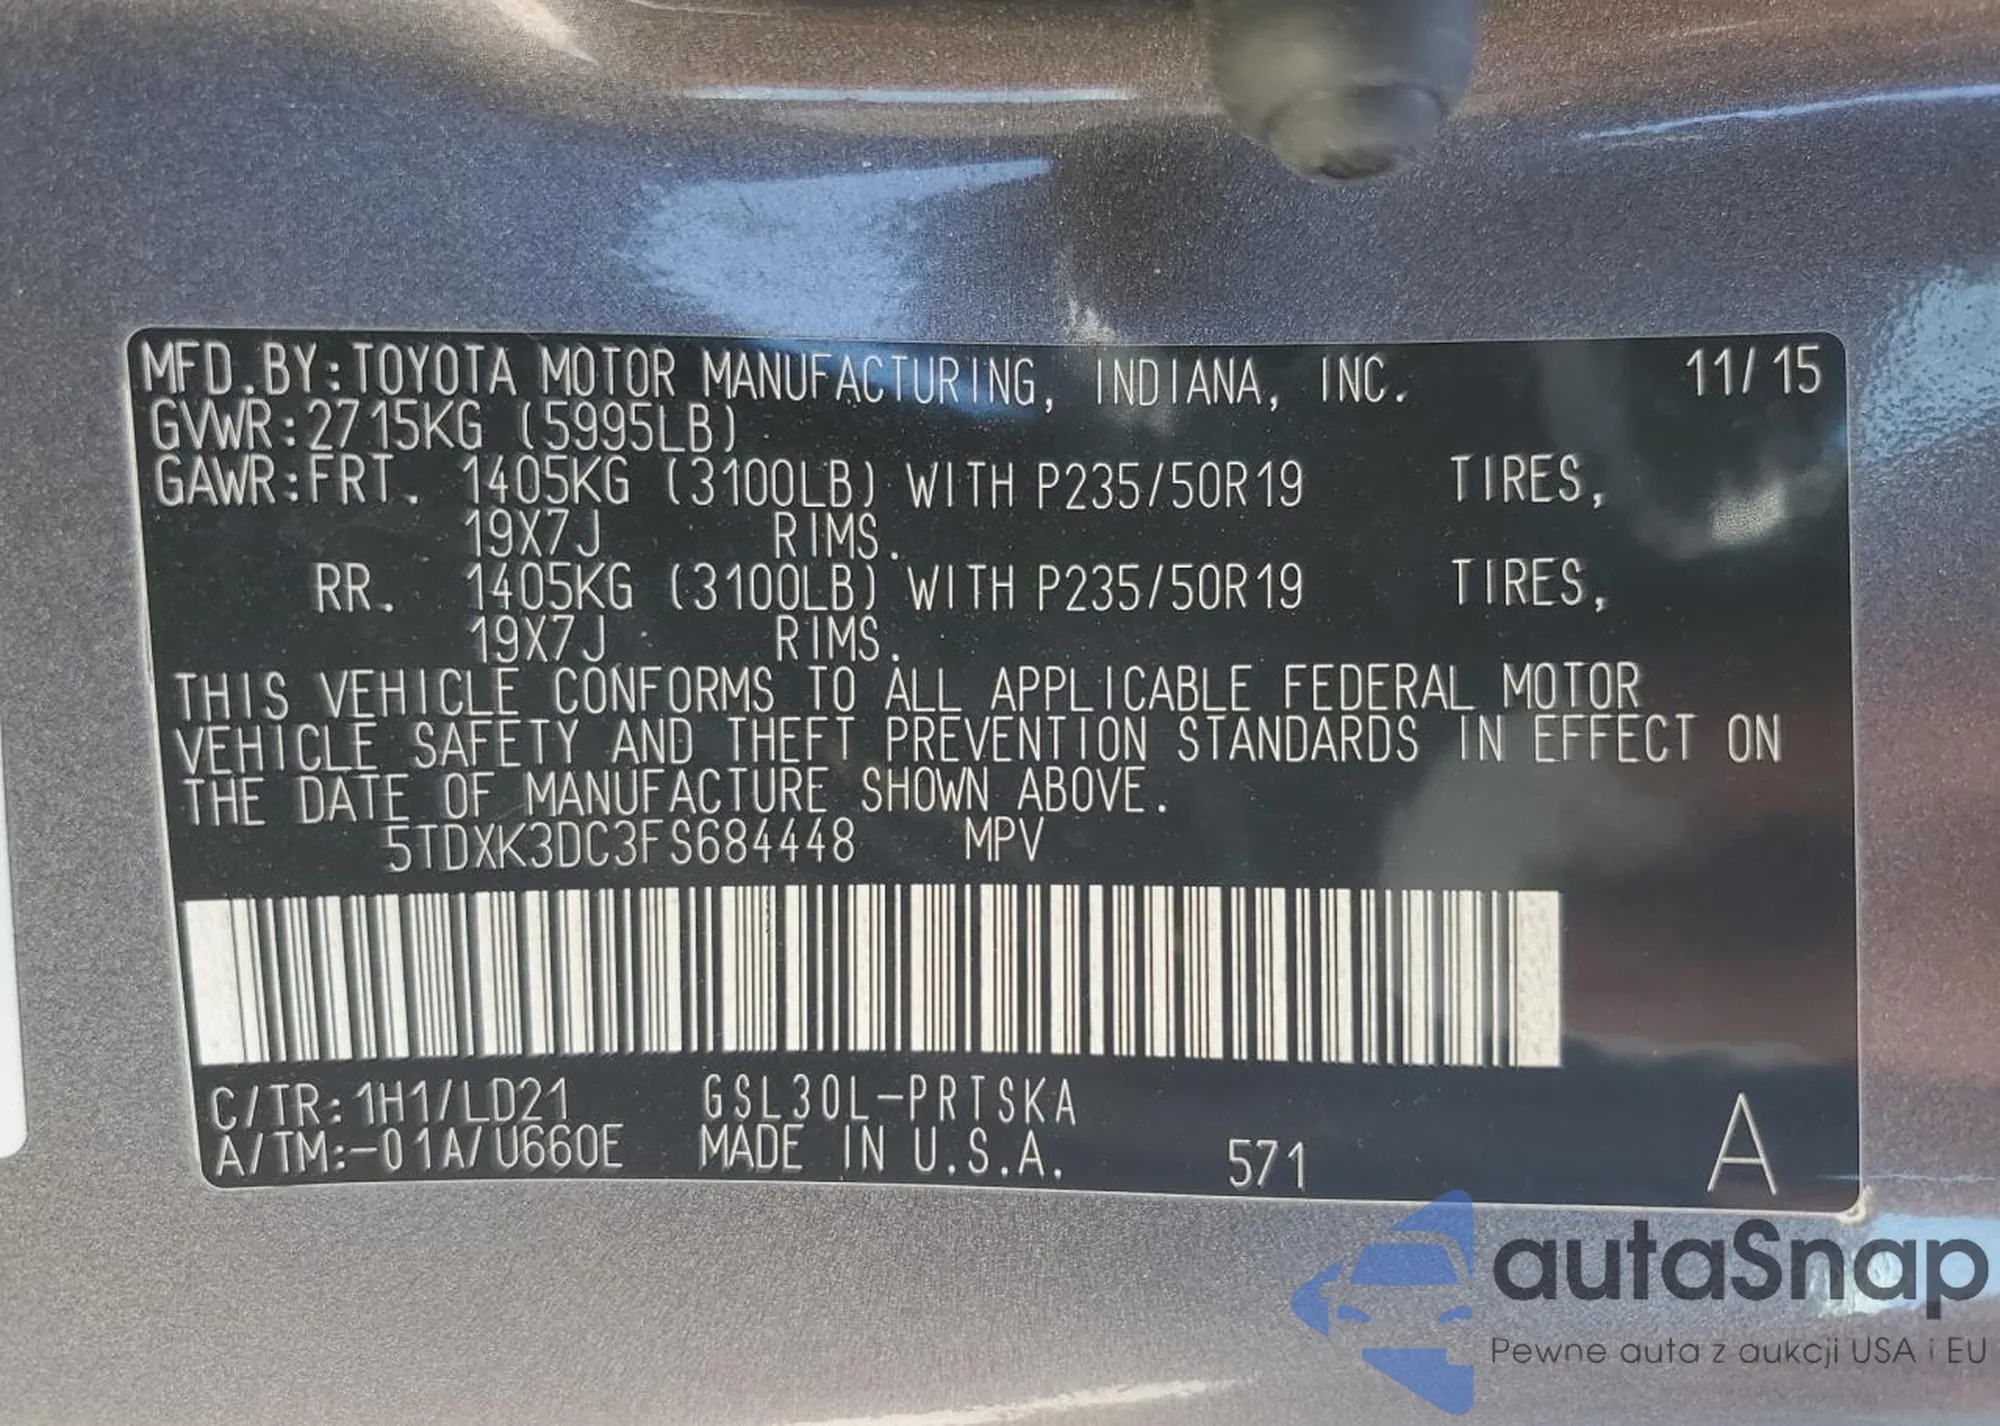 MFD.BY:TOYOTA MOTOR MANUFACTURING, INDIANA, INC. 11/15
GVWR:2715KG (5995LB)
GAWR:FRT. 1405KG (3100LB) WITH P235/50R19 TIRES,
19X7J RIMS.
RR. 1405KG (3100LB) WITH P235/50R19 TIRES,
19X7J RIMS.
THIS VEHICLE CONFORMS TO ALL APPLICABLE FEDERAL MOTOR
VEHICLE SAFETY AND THEFT PREVENTION STANDARDS IN EFFECT ON
THE DATE OF MANUFACTURE SHOWN ABOVE.
5TDXK3DC3FS684448 MPV
C/TR:1H1/LD21 GSL30L-PRTSKA
A/TM:-01A/U660E MADE IN U.S.A. 571 A
autaSnap
Pewne auta z aukcji USA i EU